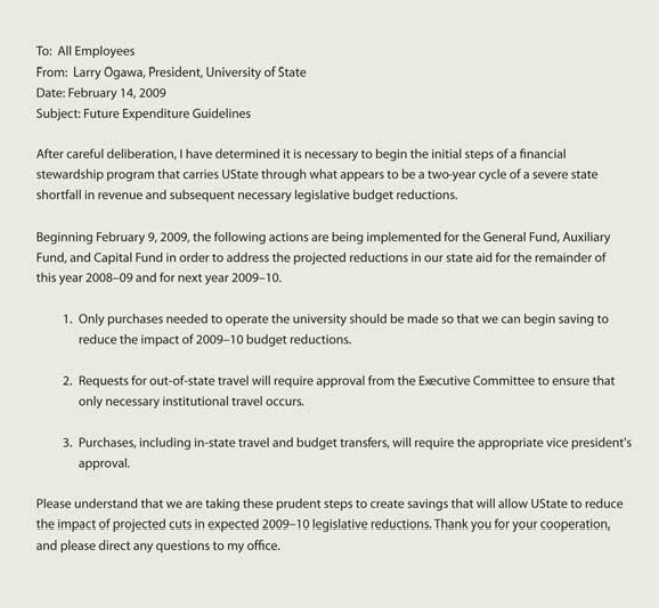 To: All Employees
From: Larry Ogawa, President, University of State
Date: February 14, 2009
Subject: Future Expenditure Guidelines
After careful deliberation, I have determined it is necessary to begin the initial steps of a financial
stewardship program that carries UState through what appears to be a two-year cycle of a severe state
shortfall in revenue and subsequent necessary legislative budget reductions.
Beginning February 9, 2009, the following actions are being implemented for the General Fund, Auxiliary
Fund, and Capital Fund in order to address the projected reductions in our state aid for the remainder of
this year 2008–09 and for next year 2009–10.
1. Only purchases needed to operate the university should be made so that we can begin saving to
reduce the impact of 2009–10 budget reductions.
2. Requests for out-of-state travel will require approval from the Executive Committee to ensure that
only necessary institutional travel occurs.
3. Purchases, including in-state travel and budget transfers, will require the appropriate vice president's
approval.
Please understand that we are taking these prudent steps to create savings that will allow UState to reduce
the impact of projected cuts in expected 2009–10 legislative reductions. Thank you for your cooperation,
and please direct any questions to my office.